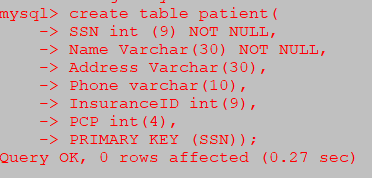 mysql> create table patient(
    -> SSN int (9) NOT NULL,
    -> Name Varchar(30) NOT NULL,
    -> Address Varchar(30),
    -> Phone varchar(10),
    -> InsuranceID int(9),
    -> PCP int(4),
    -> PRIMARY KEY (SSN));
Query OK, 0 rows affected (0.27 sec)